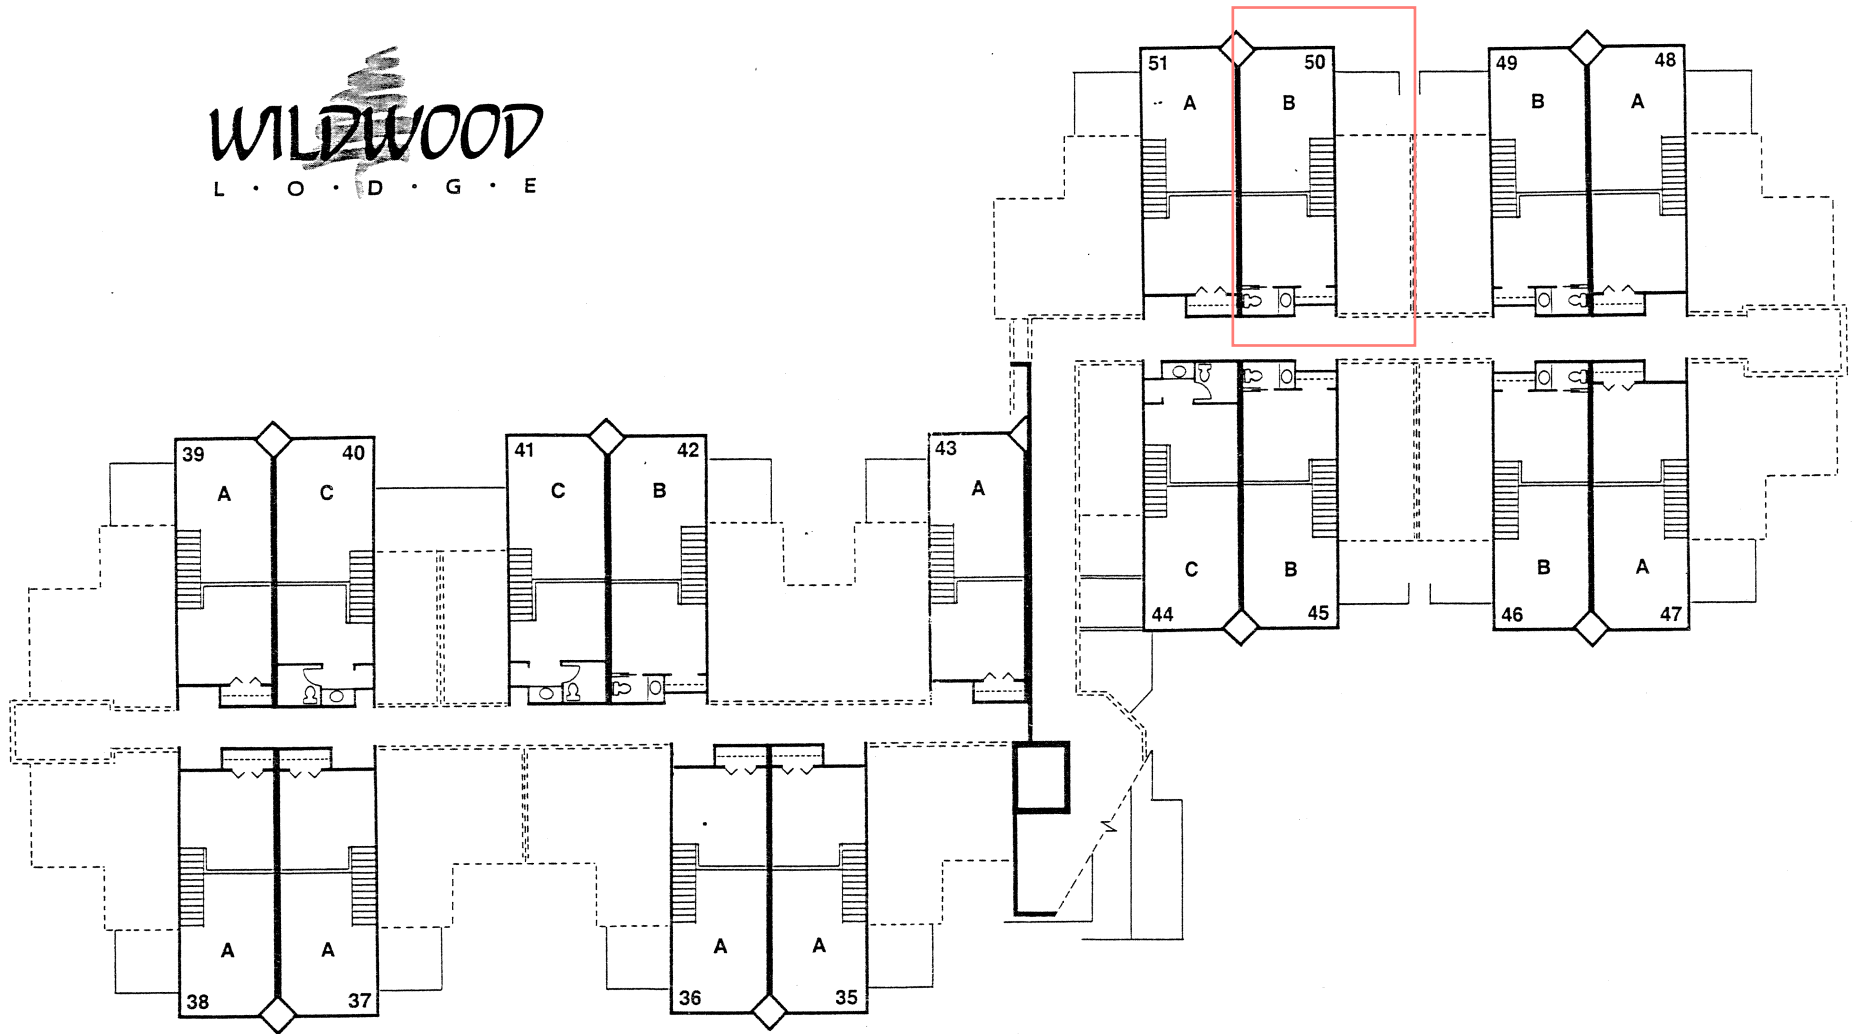 WILDWOOD
L · O · D · G · E
51 50 49 48
A B B A
39 40 41 42 43
A C C B A
C B B A
44 45 46 47
A A A A
38 37 36 35